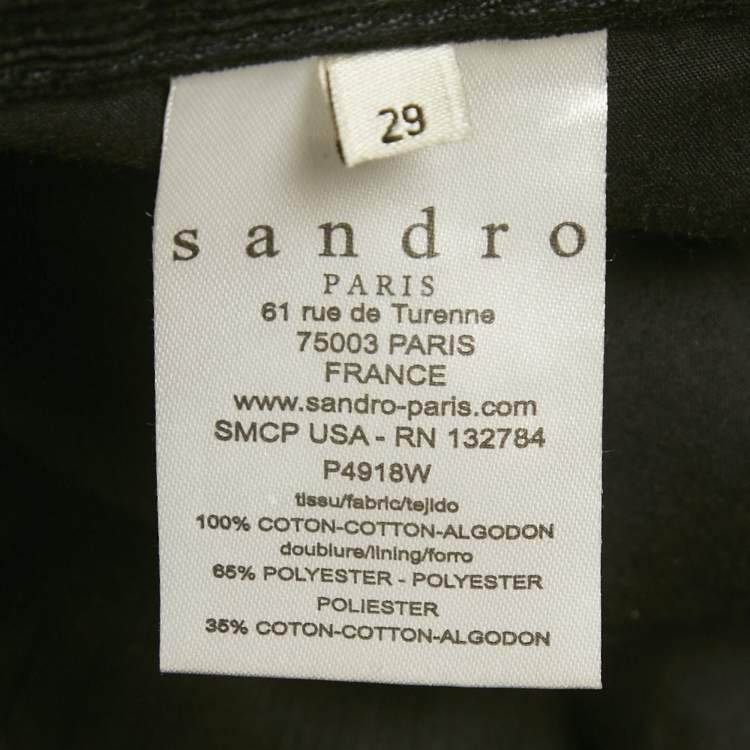 29
sandro
PARIS
61 rue de Turenne
75003 PARIS
FRANCE
www.sandro-paris.com
SMCP USA - RN 132784
P4918W
tissu/fabric/tejido
100% COTON-COTTON-ALGODON
doublure/lining/forro
65% POLYESTER - POLYESTER
POLIESTER
35% COTON-COTTON-ALGODON